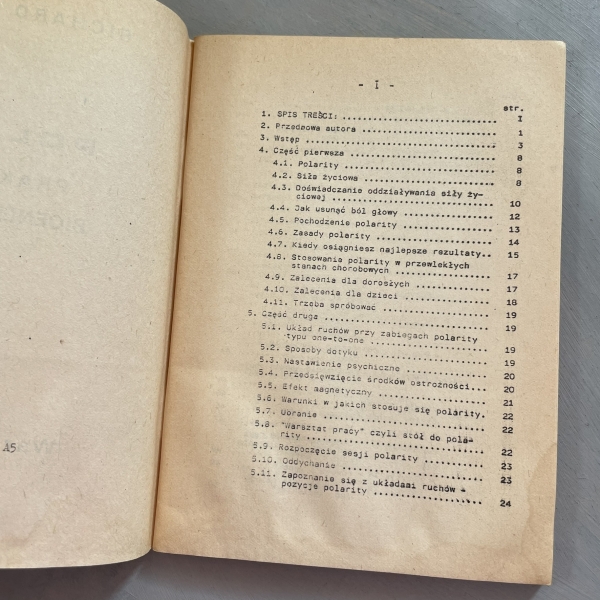 - I -
str.
1. SPIS TREŚCI: ........................ I
2. Przedmowa autora .................... 1
3. Wstęp ............................... 3
4. Część pierwsza ...................... 8
4.1. Polarity ........................ 8
4.2. Siła życiowa .................... 8
4.3. Doświadczanie oddziaływania siły ży-
ciowej .......................... 10
4.4. Jak usunąć ból głowy ............ 12
4.5. Pochodzenie polarity ............ 13
4.6. Zasady polarity ................. 14
4.7. Kiedy osiągniesz najlepsze rezultaty.. 15
4.8. Stosowanie polarity w przewlekłych
stanach chorobowych ............. 17
4.9. Zalecenia dla dorosłych ......... 17
4.10. Zalecenia dla dzieci ........... 18
4.11. Trzeba spróbować ............... 19
5. Część druga ......................... 19
5.1. Układ ruchów przy zabiegach polarity
typu one-to-one ................. 19
5.2. Sposoby dotyku .................. 19
5.3. Nastawienie psychiczne .......... 20
5.4. Przedsięwzięcie środków ostrożności... 20
5.5. Efekt magnetyczny ............... 21
5.6. Warunki w jakich stosuje się polarity. 22
5.7. Ubranie ......................... 22
5.8. "Warsztat pracy" czyli stół do pola-
rity ............................ 22
5.9. Rozpoczęcie sesji polarity ...... 23
5.10. Oddychanie ..................... 23
5.11. Zapoznanie się z układami ruchów -
pozycje polarity ............... 24